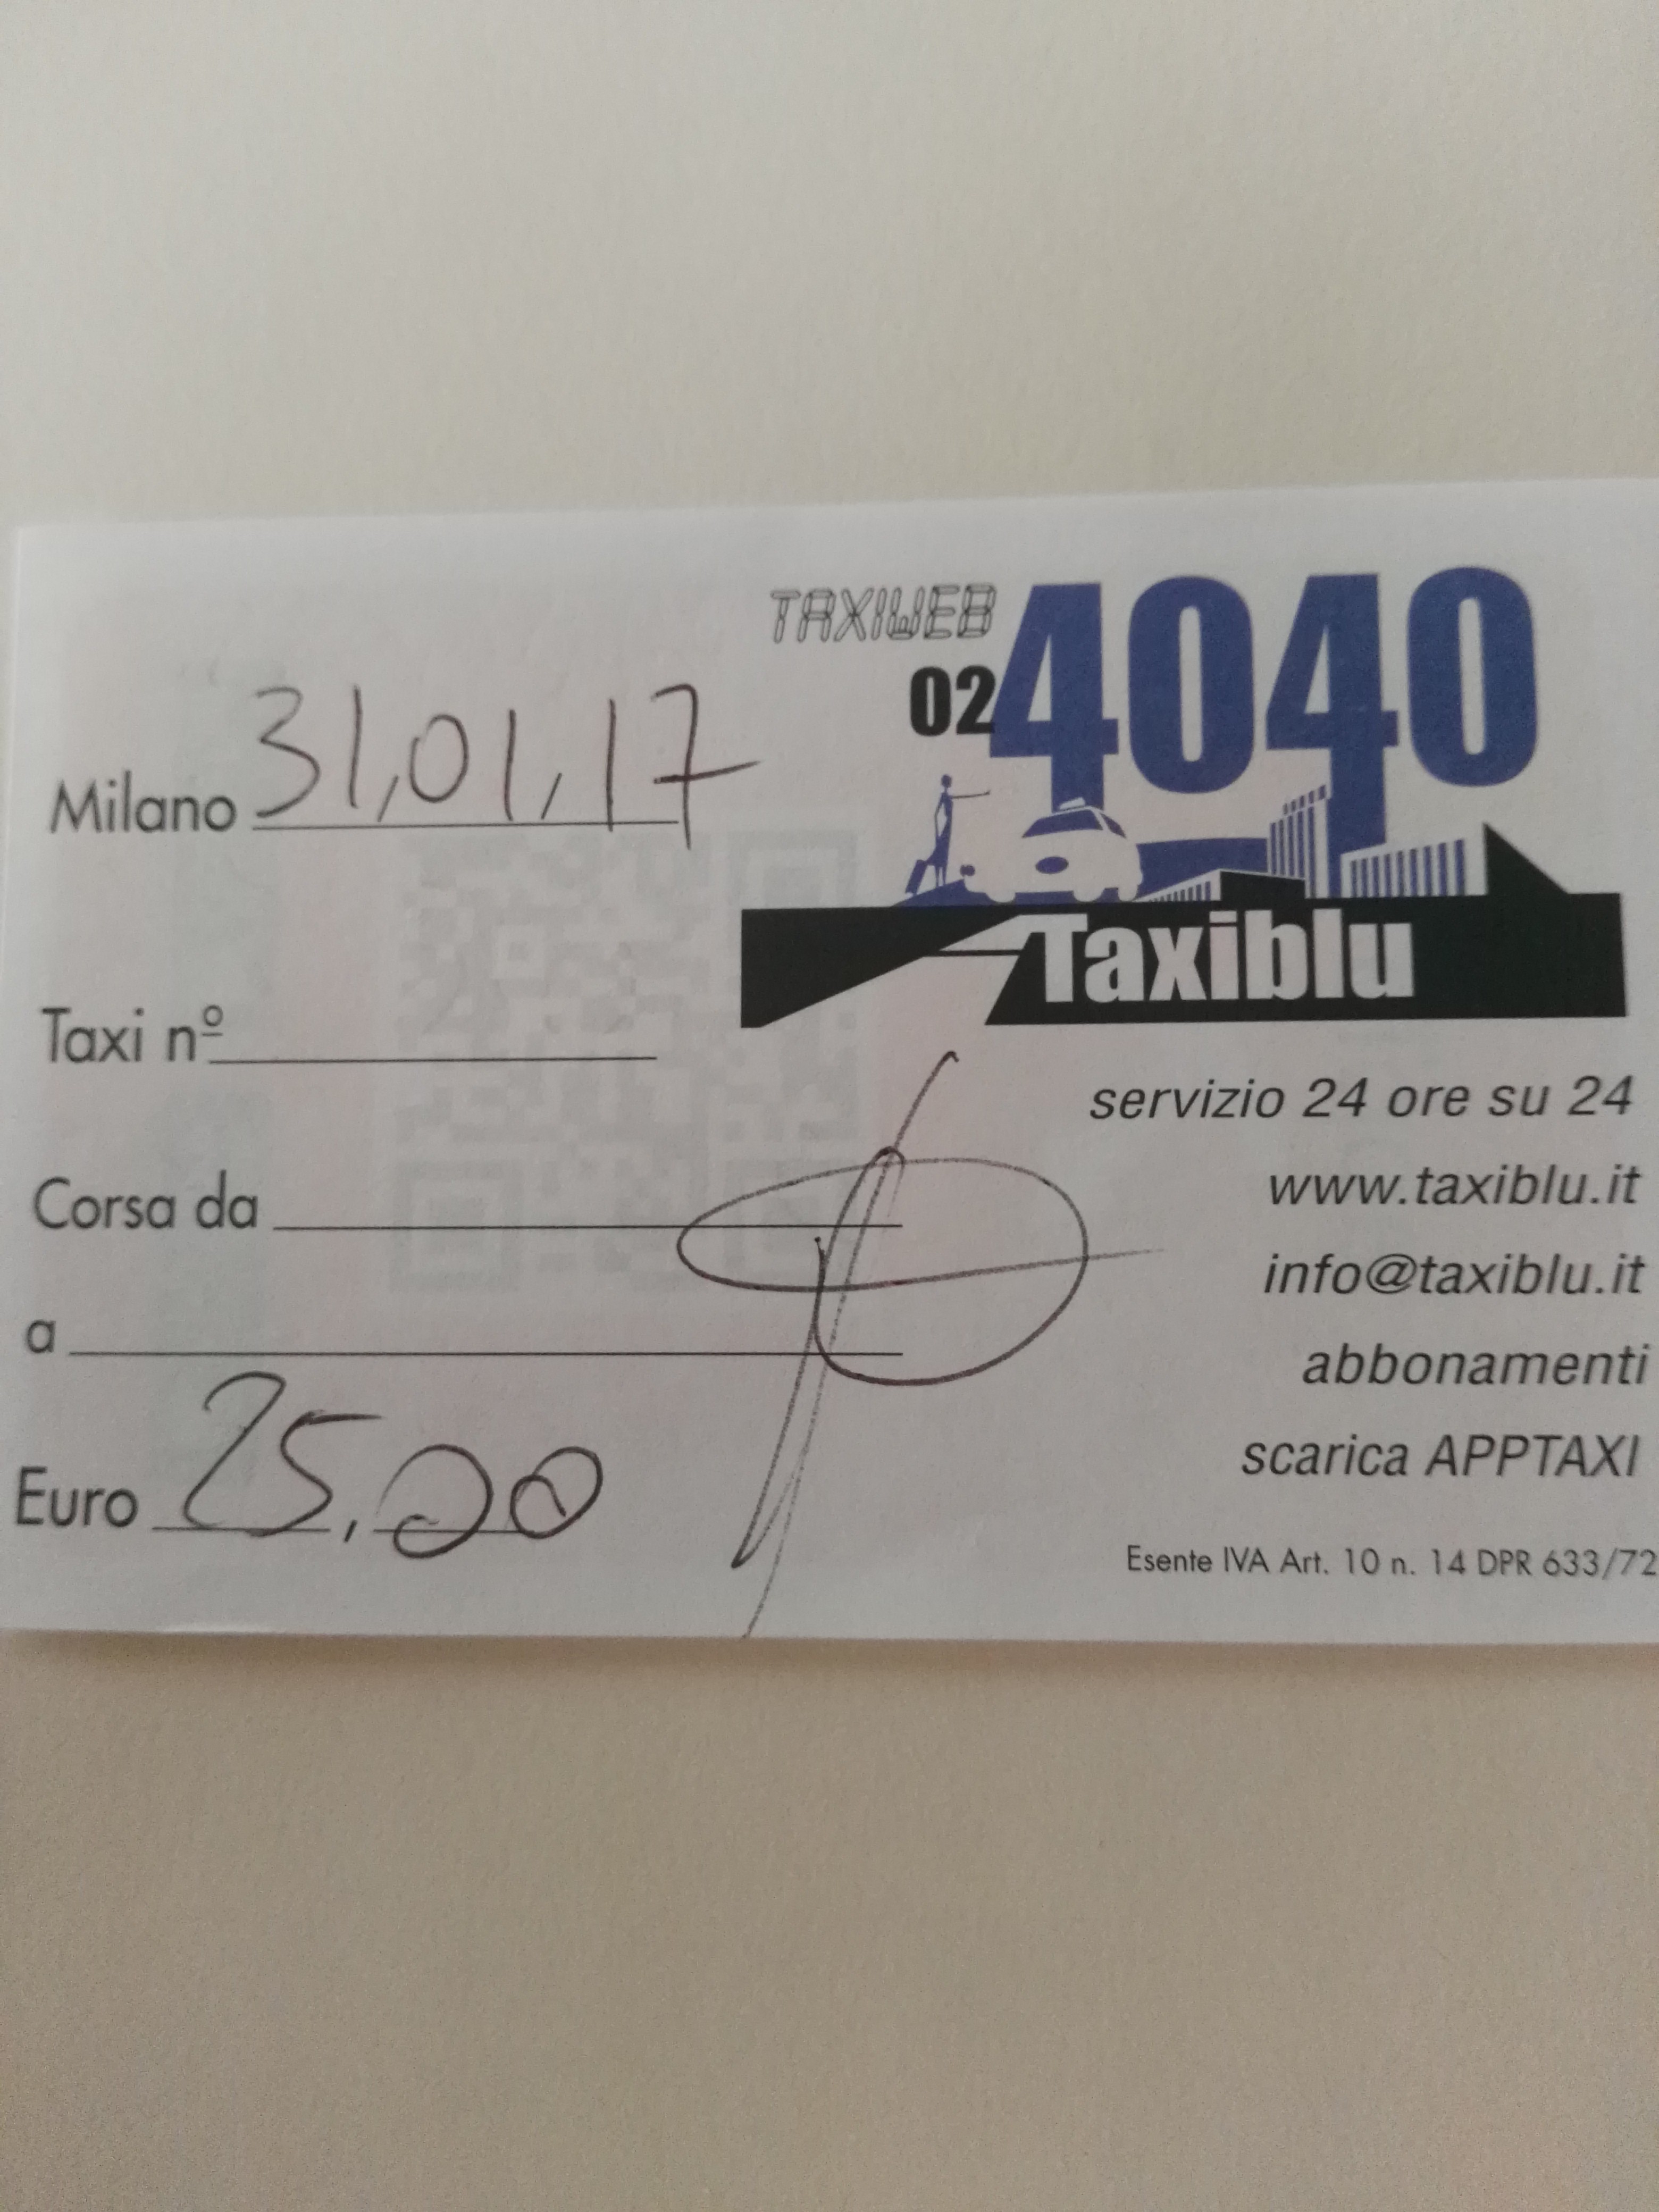 TAXIWEB
02 4040
Taxiblu
Milano 31,01,17
Taxi nº
Corsa da
a
Euro 25,00
servizio 24 ore su 24
www.taxiblu.it
info@taxiblu.it
abbonamenti
scarica APPTAXI
Esente IVA Art. 10 n. 14 DPR 633/72